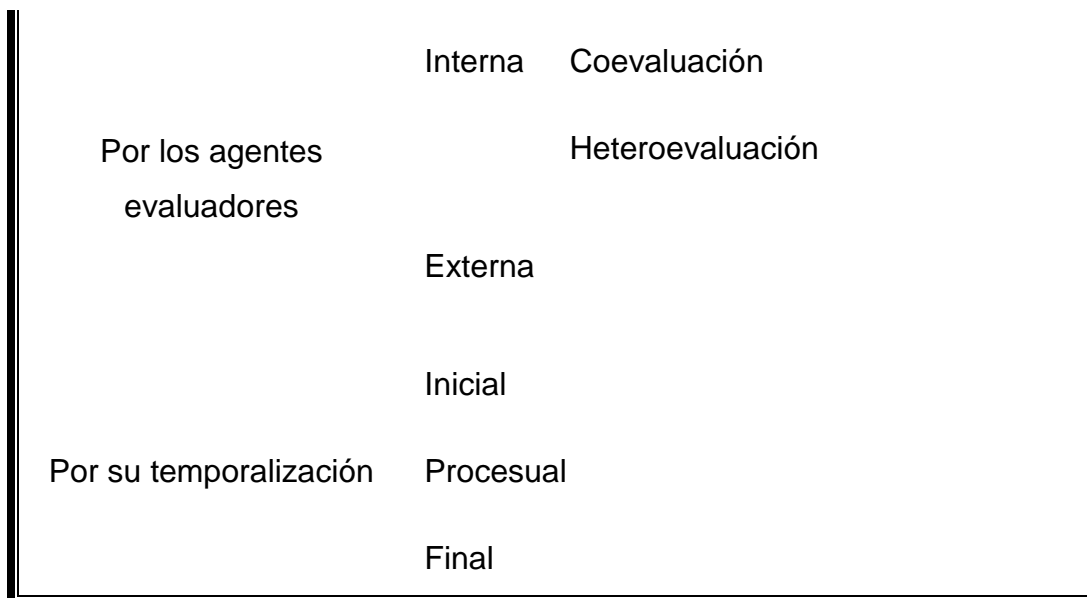 Interna Coevaluación
Por los agentes
evaluadores
Heteroevaluación
Externa
Inicial
Por su temporalización Procesual
Final